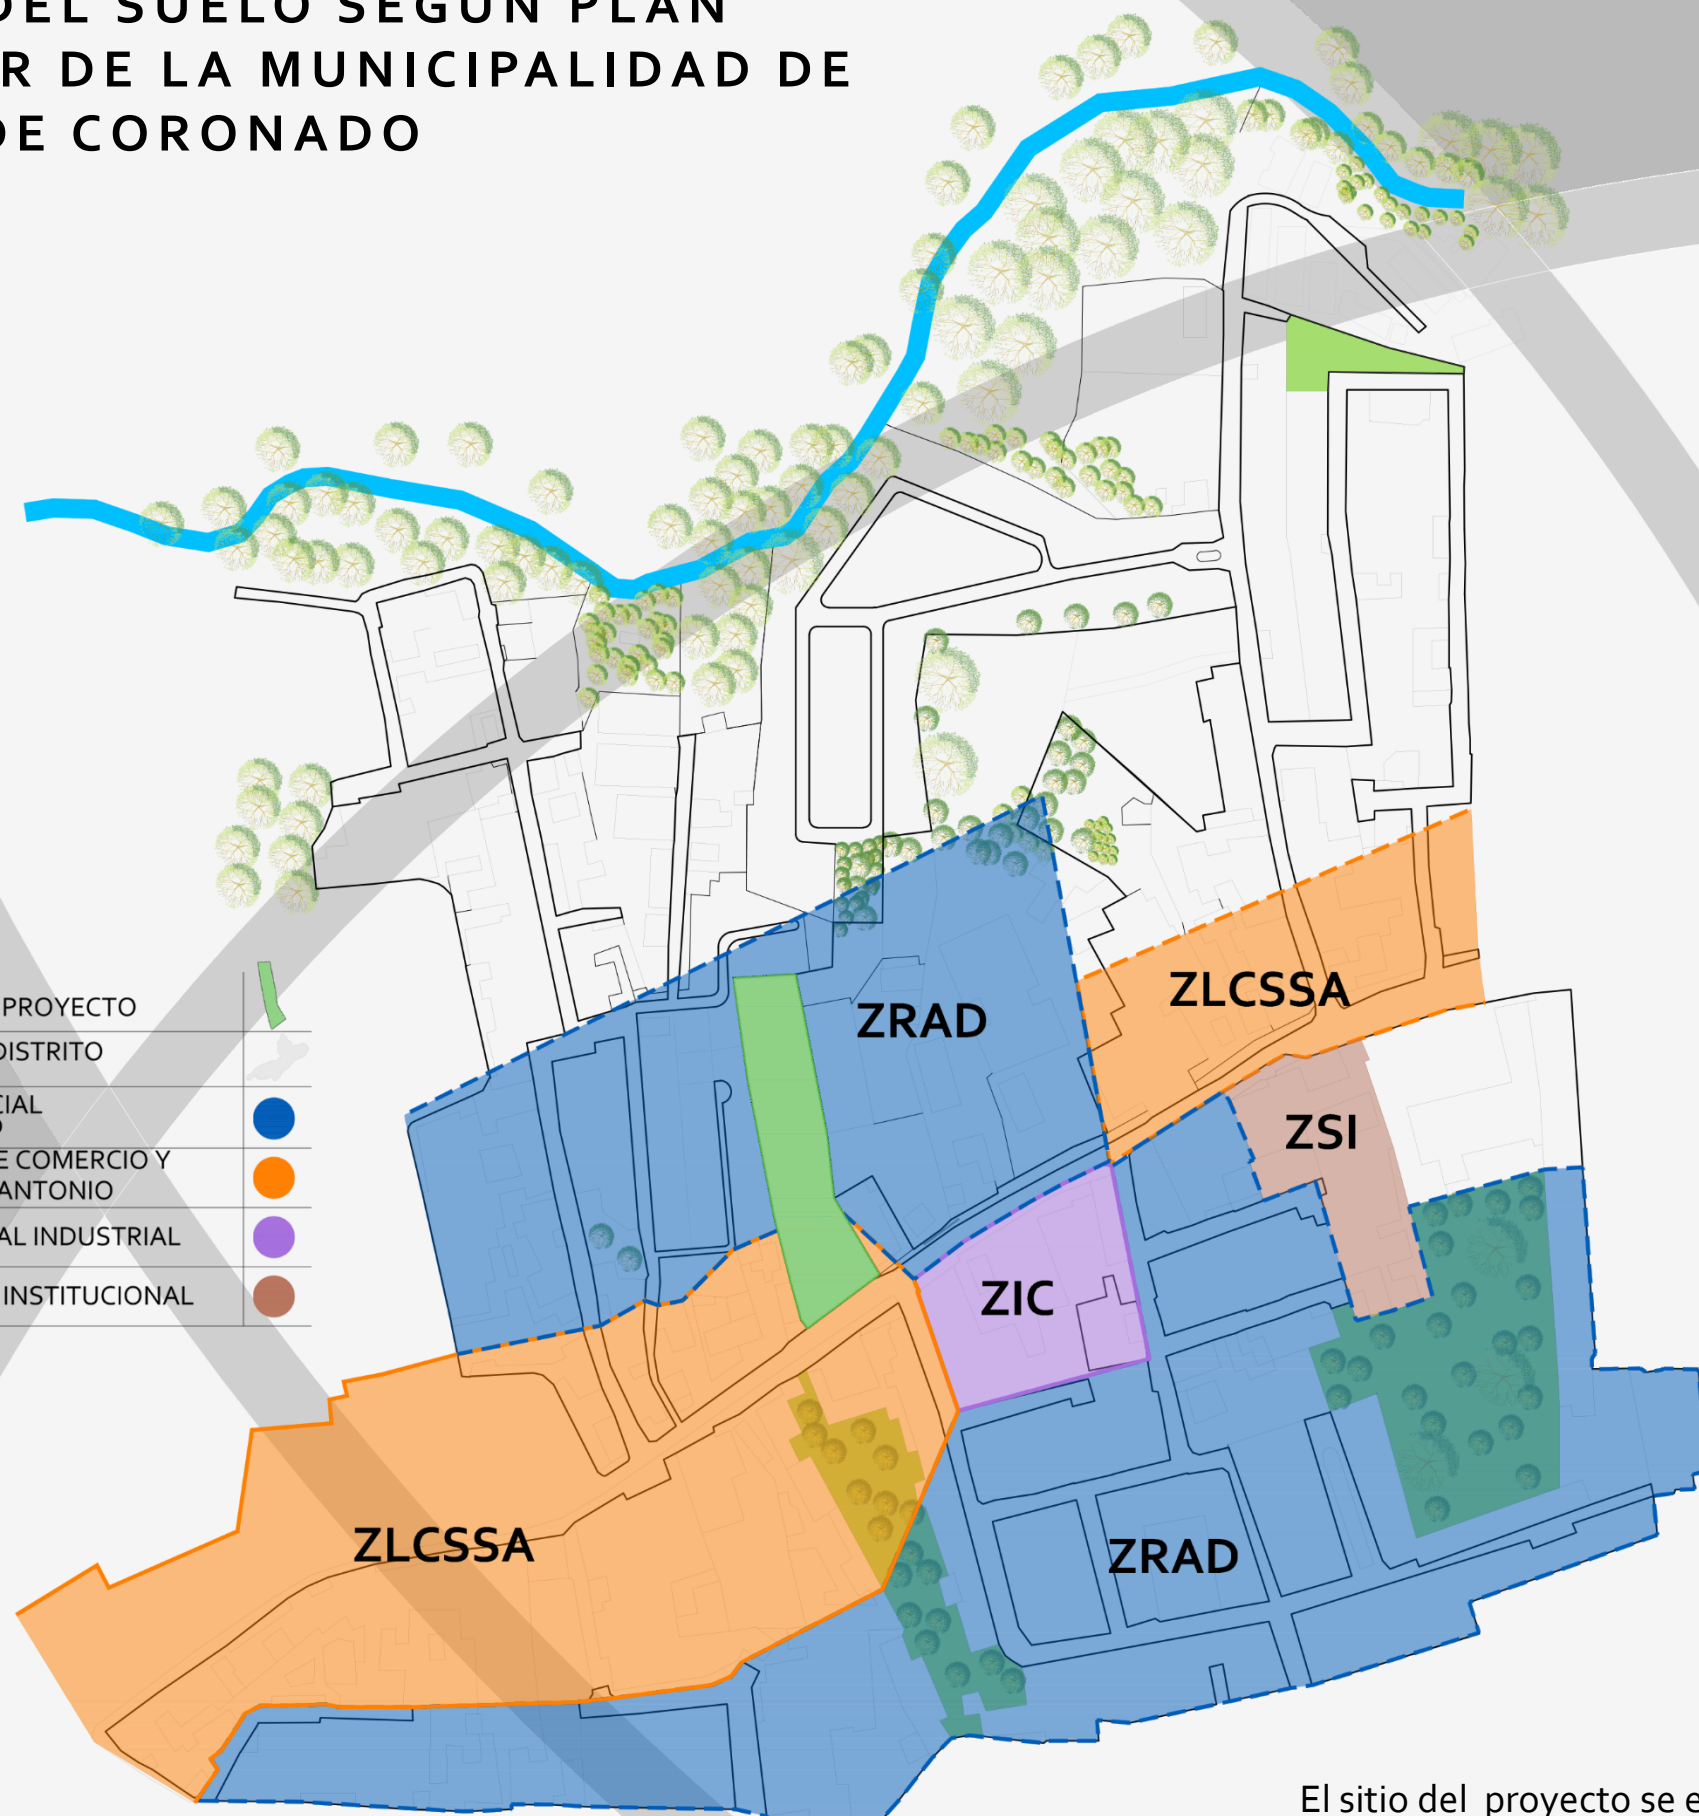 DEL SUELO SEGÚN PLAN
R DE LA MUNICIPALIDAD DE
DE CORONADO
PROYECTO
DISTRITO
CIAL
O
E COMERCIO Y
ANTONIO
AL INDUSTRIAL
INSTITUCIONAL
ZRAD
ZLCSSA
ZSI
ZIC
ZLCSSA
ZRAD
El sitio del proyecto se e